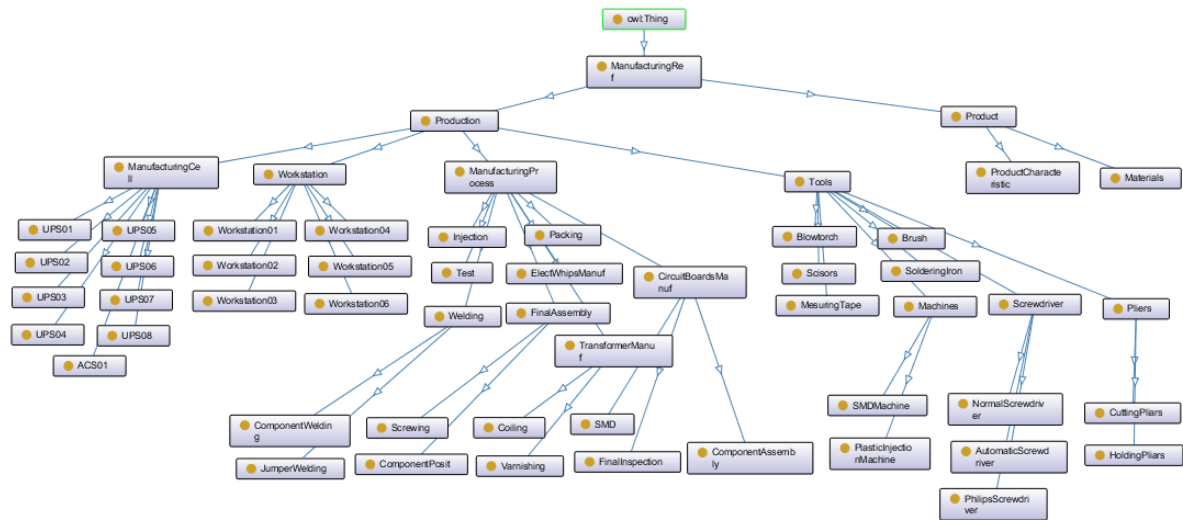 owl:Thing
ManufacturingRe
f
Production
Product
ManufacturingCe
ll
Workstation
ManufacturingPr
ocess
Tools
ProductCharacte
ristic
Materials
UPS01
UPS05
Workstation01
Workstation04
Injection
Packing
Blowtorch
Brush
UPS02
UPS06
Workstation02
Workstation05
Test
ElectWhipsManuf
CircuitBoardsMa
nuf
Scisors
SolderingIron
UPS03
UPS07
Workstation03
Workstation06
Welding
FinalAssembly
MesuringTape
Machines
Screwdriver
Pliers
UPS04
UPS08
TransformerManu
f
ACS01
ComponentWeldin
g
Screwing
Coiling
SMD
SMDMachine
NormalScrewdriv
er
CuttingPliars
JumperWelding
ComponentPosit
Varnishing
FinalInspection
ComponentAssemb
ly
PlasticInjectio
nMachine
AutomaticScrewd
river
HoldingPliars
PhilipsScrewdri
ver